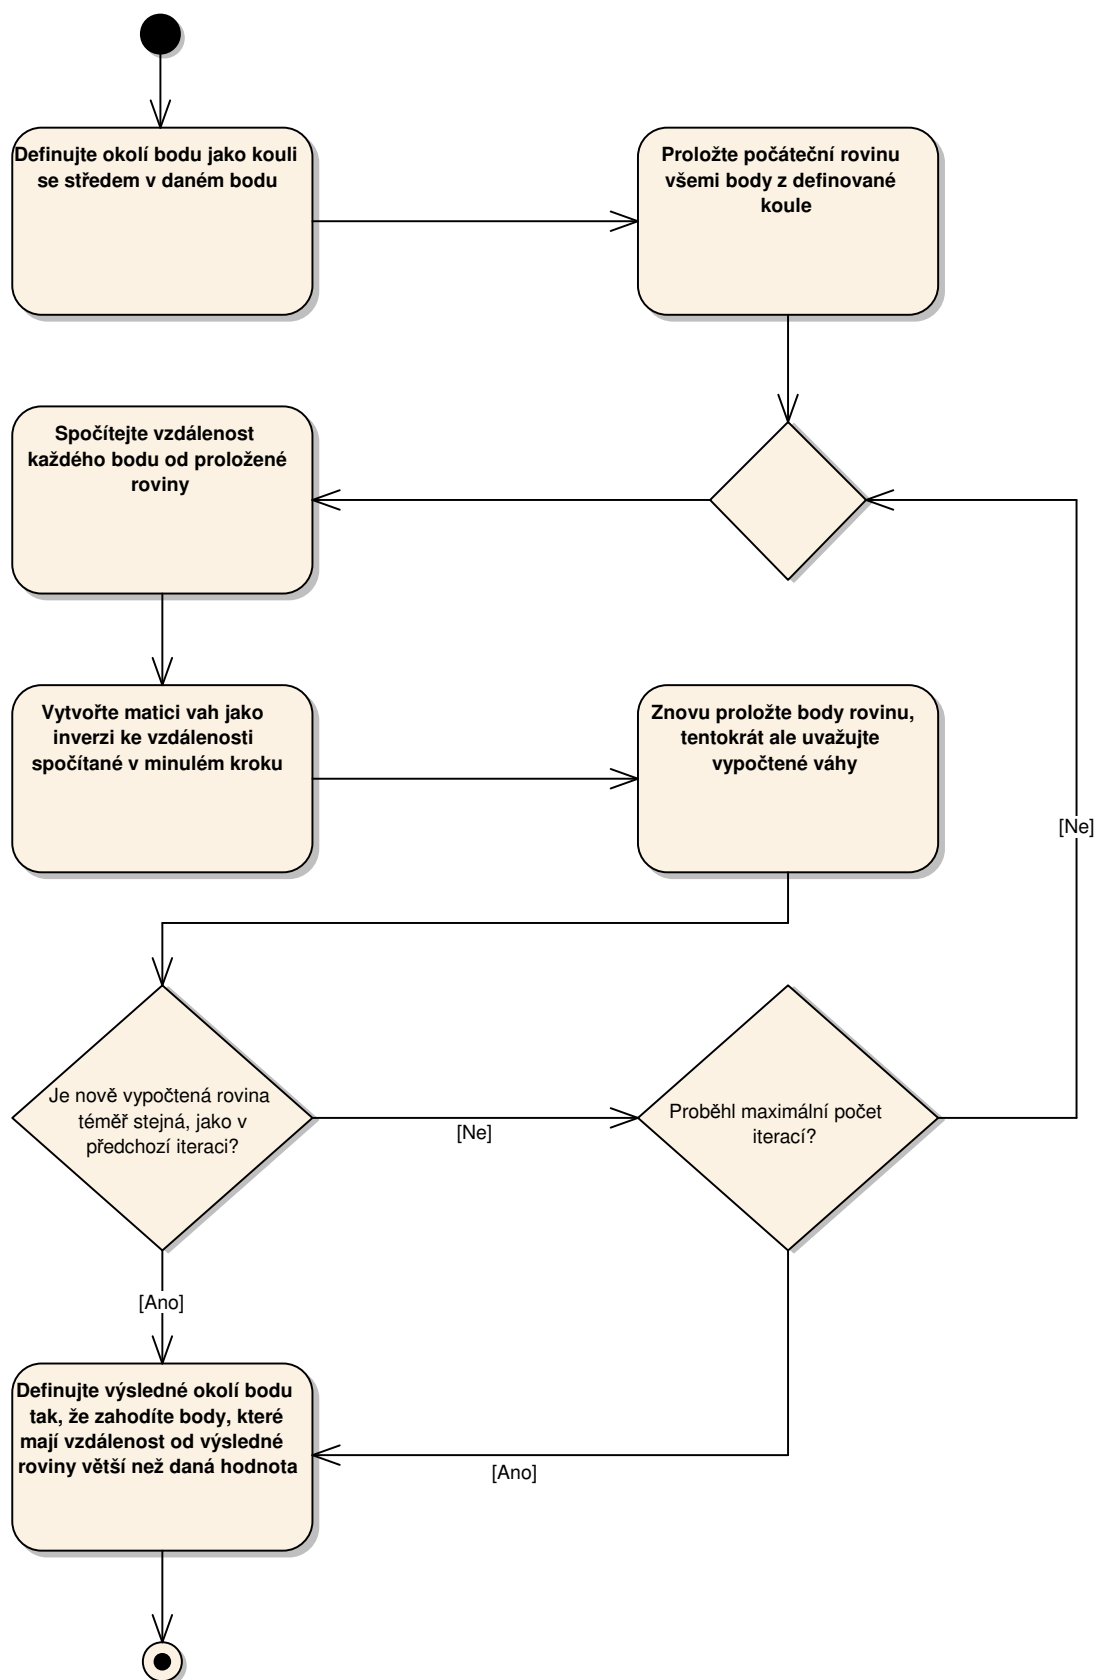 Definujte okolí bodu jako kouli
se středem v daném bodu
Proložte počáteční rovinu
všemi body z definované
koule
Spočítejte vzdálenost
každého bodu od proložené
roviny
Vytvořte matici vah jako
inverzi ke vzdálenosti
spočítané v minulém kroku
Znovu proložte body rovinu,
tentokrát ale uvažujte
vypočtené váhy
[Ne]
Je nově vypočtená rovina
téměř stejná, jako v
předchozí iteraci?
[Ne]
Proběhl maximální počet
iterací?
[Ano]
Definujte výsledné okolí bodu
tak, že zahodíte body, které
mají vzdálenost od výsledné
roviny větší než daná hodnota
[Ano]